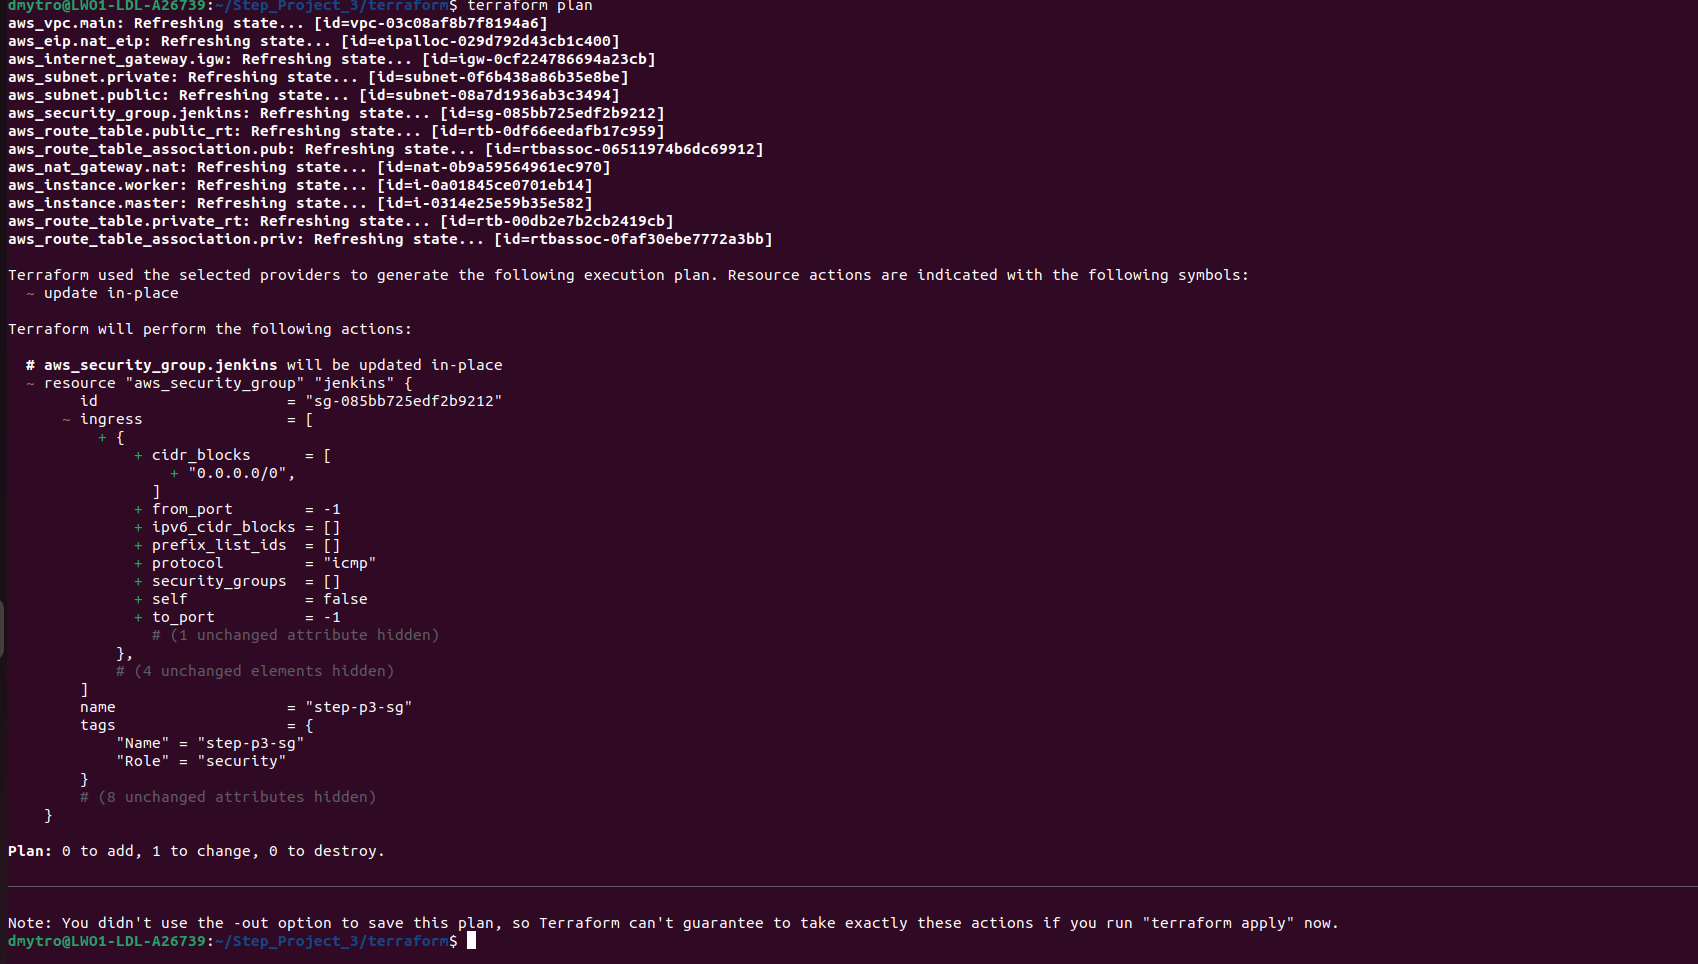 dmytro@LWO1-LDL-A26739:~/Step_Project_3/terraform$ terraform plan
aws_vpc.main: Refreshing state... [id=vpc-03c08af8b7f8194a6]
aws_eip.nat_eip: Refreshing state... [id=eipalloc-029d792d43cb1c400]
aws_internet_gateway.igw: Refreshing state... [id=igw-0cf224786694a23cb]
aws_subnet.private: Refreshing state... [id=subnet-0f6b438a86b35e8be]
aws_subnet.public: Refreshing state... [id=subnet-08a7d1936ab3c3494]
aws_security_group.jenkins: Refreshing state... [id=sg-085bb725edf2b9212]
aws_route_table.public_rt: Refreshing state... [id=rtb-0df66eedafb17c959]
aws_route_table_association.pub: Refreshing state... [id=rtbassoc-06511974b6dc69912]
aws_nat_gateway.nat: Refreshing state... [id=nat-0b9a59564961ec970]
aws_instance.worker: Refreshing state... [id=i-0a01845ce0701eb14]
aws_instance.master: Refreshing state... [id=i-0314e25e59b35e582]
aws_route_table.private_rt: Refreshing state... [id=rtb-00db2e7b2cb2419cb]
aws_route_table_association.priv: Refreshing state... [id=rtbassoc-0faf30ebe7772a3bb]
Terraform used the selected providers to generate the following execution plan. Resource actions are indicated with the following symbols:
  ~ update in-place
Terraform will perform the following actions:
  # aws_security_group.jenkins will be updated in-place
  ~ resource "aws_security_group" "jenkins" {
        id                     = "sg-085bb725edf2b9212"
      ~ ingress                = [
          + {
              + cidr_blocks      = [
                  + "0.0.0.0/0",
                ]
              + from_port        = -1
              + ipv6_cidr_blocks = []
              + prefix_list_ids  = []
              + protocol         = "icmp"
              + security_groups  = []
              + self             = false
              + to_port          = -1
                # (1 unchanged attribute hidden)
            },
            # (4 unchanged elements hidden)
        ]
        name                   = "step-p3-sg"
        tags                   = {
            "Name" = "step-p3-sg"
            "Role" = "security"
        }
        # (8 unchanged attributes hidden)
    }
Plan: 0 to add, 1 to change, 0 to destroy.
Note: You didn't use the -out option to save this plan, so Terraform can't guarantee to take exactly these actions if you run "terraform apply" now.
dmytro@LWO1-LDL-A26739:~/Step_Project_3/terraform$